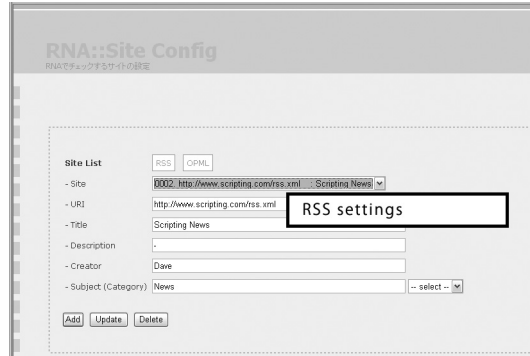 RNA::Site Config
RNAでチェックするサイトの設定
Site List RSS OPML
- Site 0002. http://www.scripting.com/rss.xml : Scripting News
- URI http://www.scripting.com/rss.xml
RSS settings
- Title Scripting News
- Description -
- Creator Dave
- Subject (Category) News -- select --
Add Update Delete